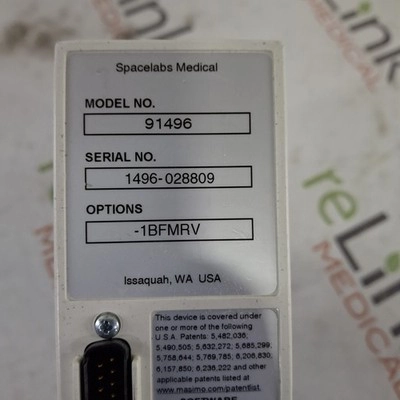 Spacelabs Medical
MODEL NO.
91496
SERIAL NO.
1496-028809
OPTIONS
-1BFMRV
Issaquah, WA USA
This device is covered under
one or more of the following
U.S.A. Patents: 5,482,036;
5,490,505; 5,632,272; 5,685,299;
5,758,644; 5,769,785; 6,206,830;
6,157,850; 6,236,222 and other
applicable patents listed at
www.masimo.com/patents.
SOFTWARE
reLink
MEDICAL